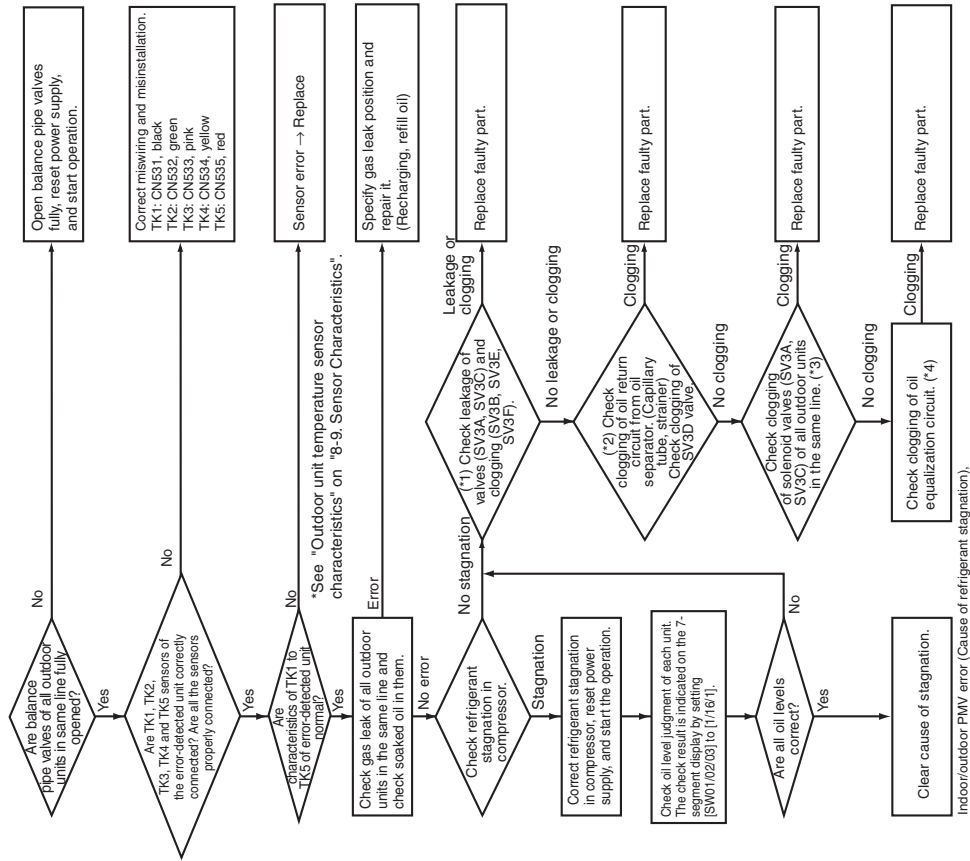 Are balance
pipe valves of all outdoor
units in same line fully
opened?
No
Open balance pipe valves
fully, reset power supply,
and start operation.
Yes
Are TK1, TK2,
TK3, TK4 and TK5 sensors of
the error-detected unit correctly
connected? Are all the sensors
properly connected?
No
Correct miswiring and misinstallation.
TK1: CN531, black
TK2: CN532, green
TK3: CN533, pink
TK4: CN534, yellow
TK5: CN535, red
Yes
Are
characteristics of TK1 to
TK5 of error-detected unit
normal?
No
Sensor error → Replace
*See "Outdoor unit temperature sensor
characteristics" on "8-9, Sensor Characteristics".
Yes
Check gas leak of all outdoor
units in the same line and
check soaked oil in them.
Error
Specify gas leak position and
repair it.
(Recharging, refill oil)
No error
Check refrigerant
stagnation in
compressor.
No stagnation
(*1) Check leakage of
valves (SV3A, SV3C) and
clogging (SV3B, SV3E,
SV3F).
Leakage or
clogging
Replace faulty part.
Stagnation
No leakage or clogging
Correct refrigerant stagnation
in compressor, reset power
supply, and start the operation.
(*2) Check
clogging of oil return
circuit from oil
separator. (Capillary
tube, strainer)
Check clogging of
SV3D valve.
Clogging
Replace faulty part.
No clogging
Check oil level judgment of each unit.
The check result is indicated on the 7-
segment display by setting
[SW01/02/03] to [1/16/1].
Are all oil levels
correct?
No
Check clogging
of solenoid valves (SV3A,
SV3C) of all outdoor units
in the same line. (*3)
Clogging
Replace faulty part.
Yes
No clogging
Clear cause of stagnation.
Check clogging of oil
equalization circuit. (*4)
Clogging
Replace faulty part.
Indoor/outdoor PMV error (Cause of refrigerant stagnation),